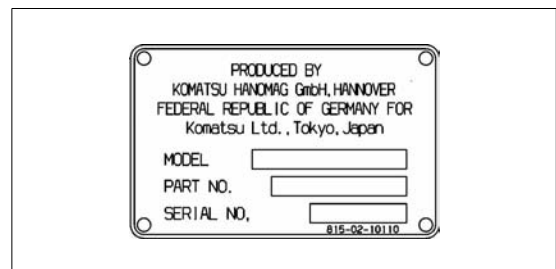 PRODUCED BY
KOMATSU HANOMAG GmbH, HANNOVER
FEDERAL REPUBLIC OF GERMANY FOR
Komatsu Ltd., Tokyo, Japan
MODEL
PART NO.
SERIAL NO,
815-02-10110